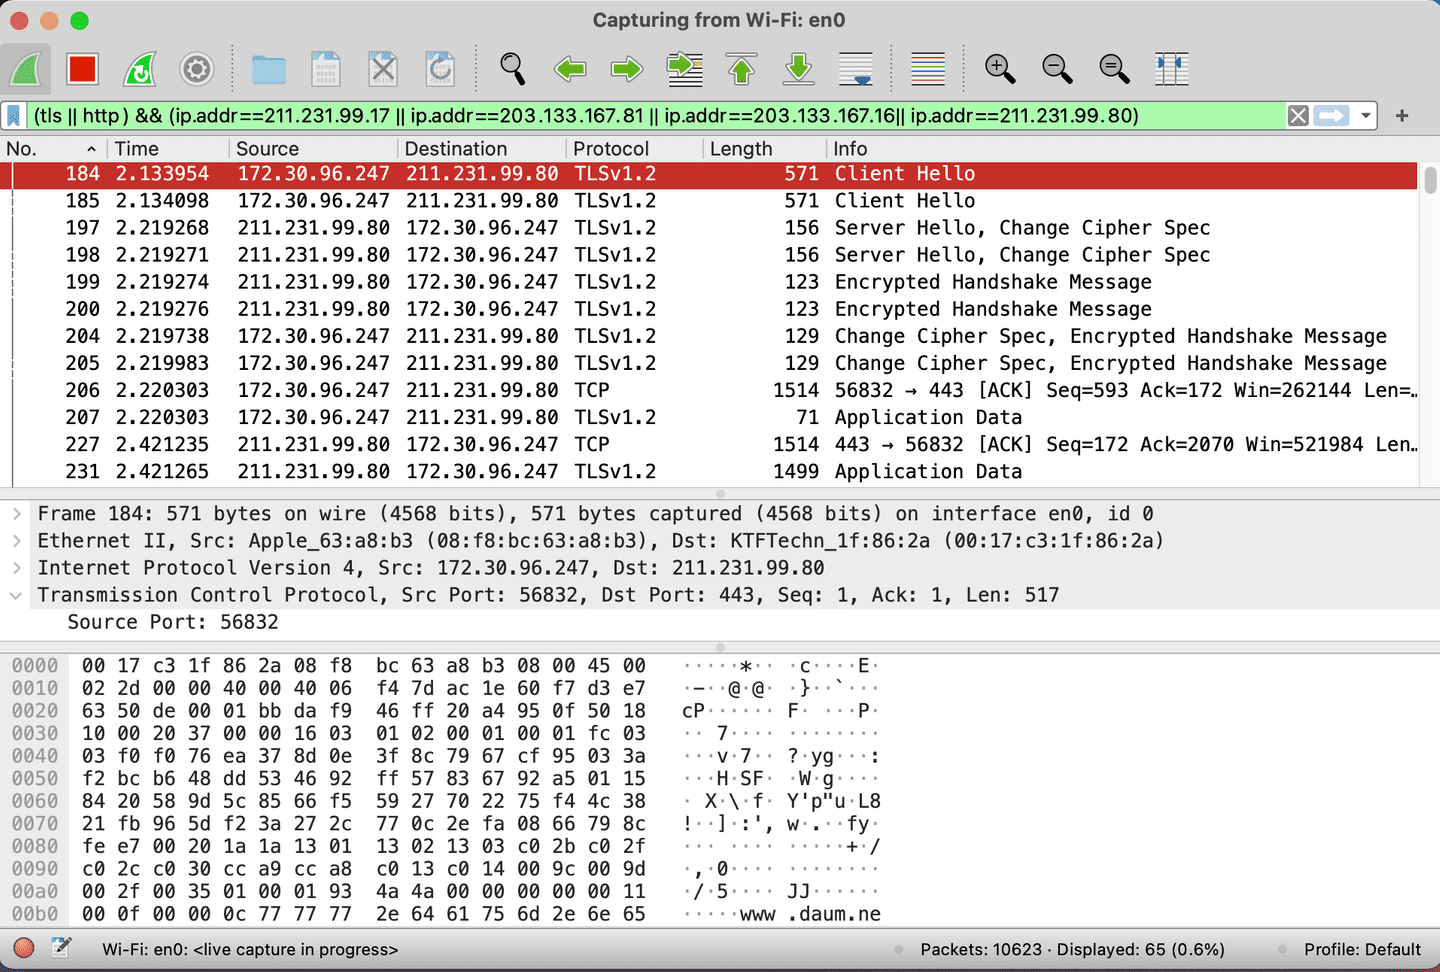 Capturing from Wi-Fi: en0
(tls || http) && (ip.addr==211.231.99.17 || ip.addr==203.133.167.81 || ip.addr==203.133.167.16|| ip.addr==211.231.99.80)
No. Time Source Destination Protocol Length Info
184 2.133954 172.30.96.247 211.231.99.80 TLSv1.2 571 Client Hello
185 2.134098 172.30.96.247 211.231.99.80 TLSv1.2 571 Client Hello
197 2.219268 211.231.99.80 172.30.96.247 TLSv1.2 156 Server Hello, Change Cipher Spec
198 2.219271 211.231.99.80 172.30.96.247 TLSv1.2 156 Server Hello, Change Cipher Spec
199 2.219274 211.231.99.80 172.30.96.247 TLSv1.2 123 Encrypted Handshake Message
200 2.219276 211.231.99.80 172.30.96.247 TLSv1.2 123 Encrypted Handshake Message
204 2.219738 172.30.96.247 211.231.99.80 TLSv1.2 129 Change Cipher Spec, Encrypted Handshake Message
205 2.219983 172.30.96.247 211.231.99.80 TLSv1.2 129 Change Cipher Spec, Encrypted Handshake Message
206 2.220303 172.30.96.247 211.231.99.80 TCP 1514 56832 → 443 [ACK] Seq=593 Ack=172 Win=262144 Len=…
207 2.220303 172.30.96.247 211.231.99.80 TLSv1.2 71 Application Data
227 2.421235 211.231.99.80 172.30.96.247 TCP 1514 443 → 56832 [ACK] Seq=172 Ack=2070 Win=521984 Len…
231 2.421265 211.231.99.80 172.30.96.247 TLSv1.2 1499 Application Data
Frame 184: 571 bytes on wire (4568 bits), 571 bytes captured (4568 bits) on interface en0, id 0
Ethernet II, Src: Apple_63:a8:b3 (08:f8:bc:63:a8:b3), Dst: KTFTechn_1f:86:2a (00:17:c3:1f:86:2a)
Internet Protocol Version 4, Src: 172.30.96.247, Dst: 211.231.99.80
Transmission Control Protocol, Src Port: 56832, Dst Port: 443, Seq: 1, Ack: 1, Len: 517
Source Port: 56832
0000 00 17 c3 1f 86 2a 08 f8 bc 63 a8 b3 08 00 45 00 ·····*·· ·c····E·
0010 02 2d 00 00 40 00 40 06 f4 7d ac 1e 60 f7 d3 e7 ·-··@·@· ·}··`···
0020 63 50 de 00 01 bb da f9 46 ff 20 a4 95 0f 50 18 cP······ F· ···P·
0030 10 00 20 37 00 00 16 03 01 02 00 01 00 01 fc 03 ·· 7···· ········
0040 03 f0 f0 76 ea 37 8d 0e 3f 8c 79 67 cf 95 03 3a ···v·7·· ?·yg···:
0050 f2 bc b6 48 dd 53 46 92 ff 57 83 67 92 a5 01 15 ···H·SF· ·W·g····
0060 84 20 58 9d 5c 85 66 f5 59 27 70 22 75 f4 4c 38 · X·\·f· Y'p"u·L8
0070 21 fb 96 5d f2 3a 27 2c 77 0c 2e fa 08 66 79 8c !··]·:', w·.··fy·
0080 fe e7 00 20 1a 1a 13 01 13 02 13 03 c0 2b c0 2f ··· ···· ·····+·/
0090 c0 2c c0 30 cc a9 cc a8 c0 13 c0 14 00 9c 00 9d ·,·0···· ········
00a0 00 2f 00 35 01 00 01 93 4a 4a 00 00 00 00 00 11 ·/·5···· JJ······
00b0 00 0f 00 00 0c 77 77 77 2e 64 61 75 6d 2e 6e 65 ·····www .daum.ne
Wi-Fi: en0: <live capture in progress> Packets: 10623 · Displayed: 65 (0.6%) Profile: Default